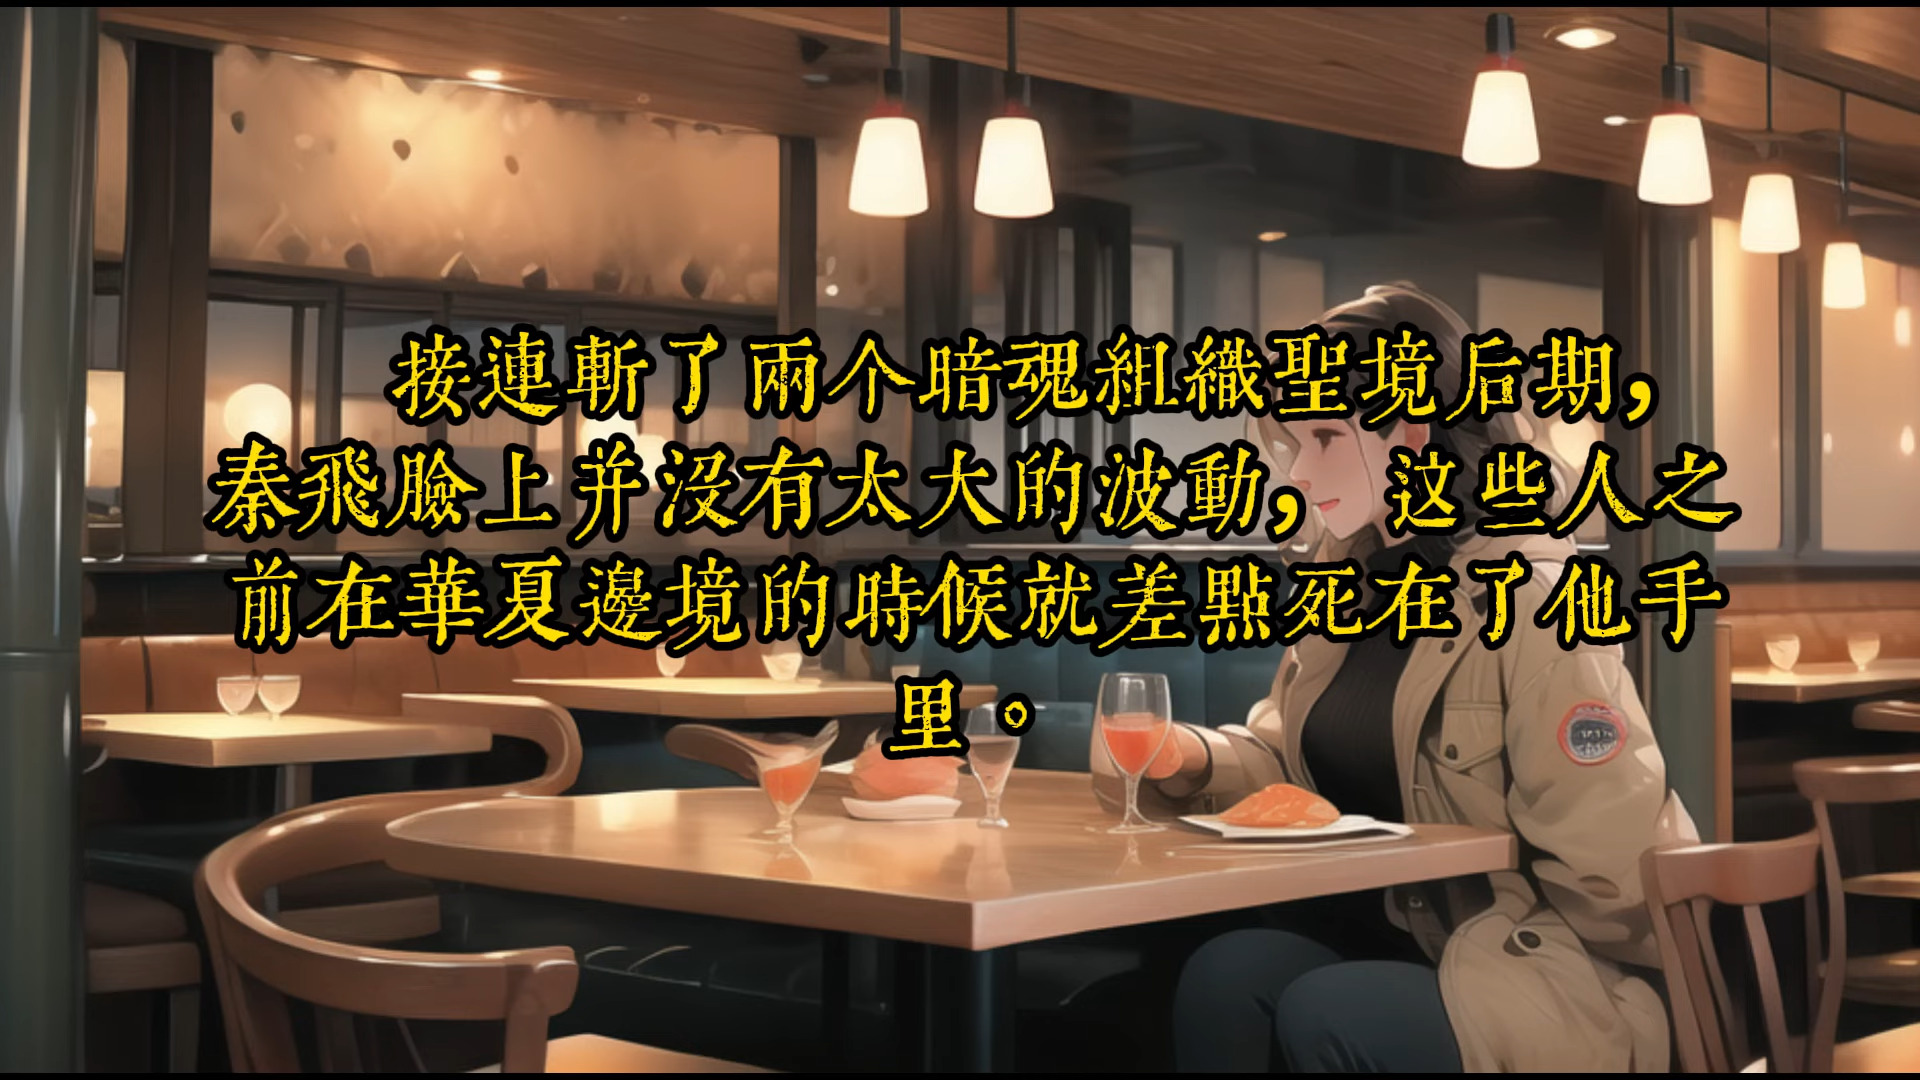 接連斬了兩个暗魂組織聖境后期,
秦飛臉上并沒有太大的波動, 这些人之
前在華夏邊境的時候就差點死在了他手
里。